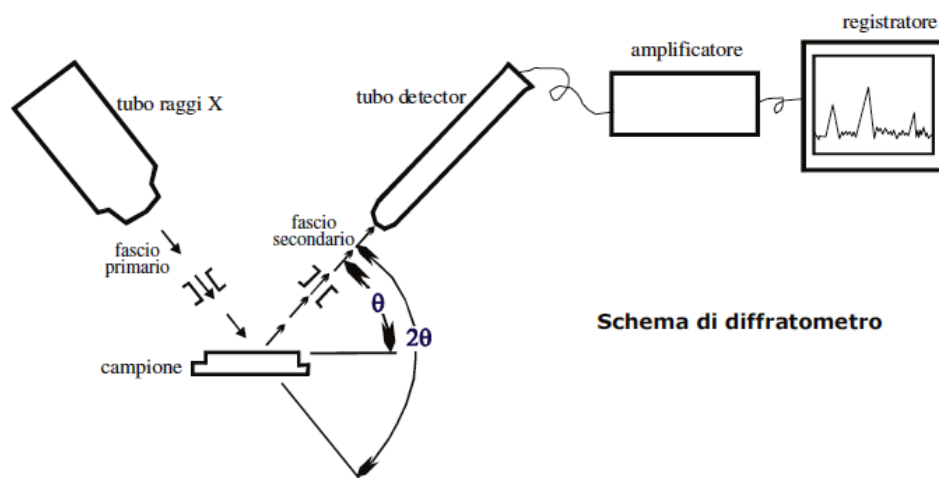 registratore
amplificatore
tubo raggi X
tubo detector
fascio
secondario
fascio
primario
θ
2θ
Schema di diffratometro
campione